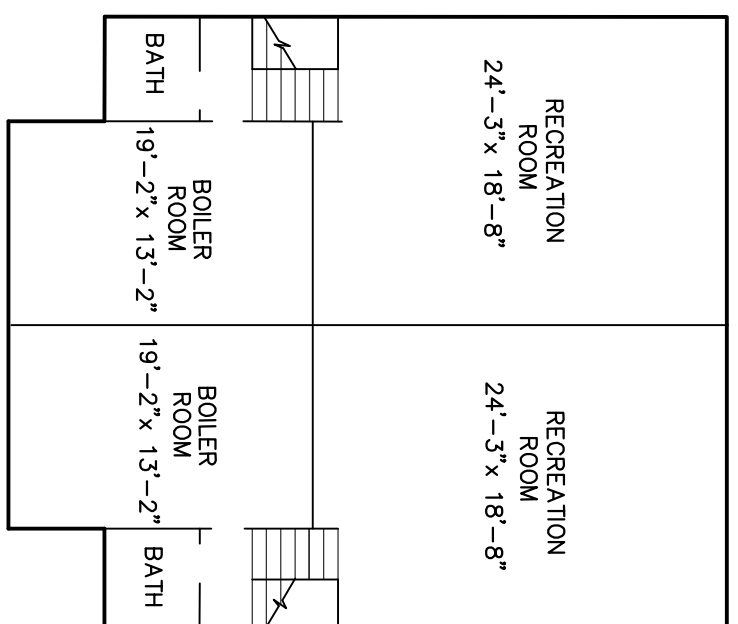 RECREATION
ROOM
24'-3"x 18'-8"
RECREATION
ROOM
24'-3"x 18'-8"
BATH
BOILER
ROOM
19'-2"x 13'-2"
BOILER
ROOM
19'-2"x 13'-2"
BATH